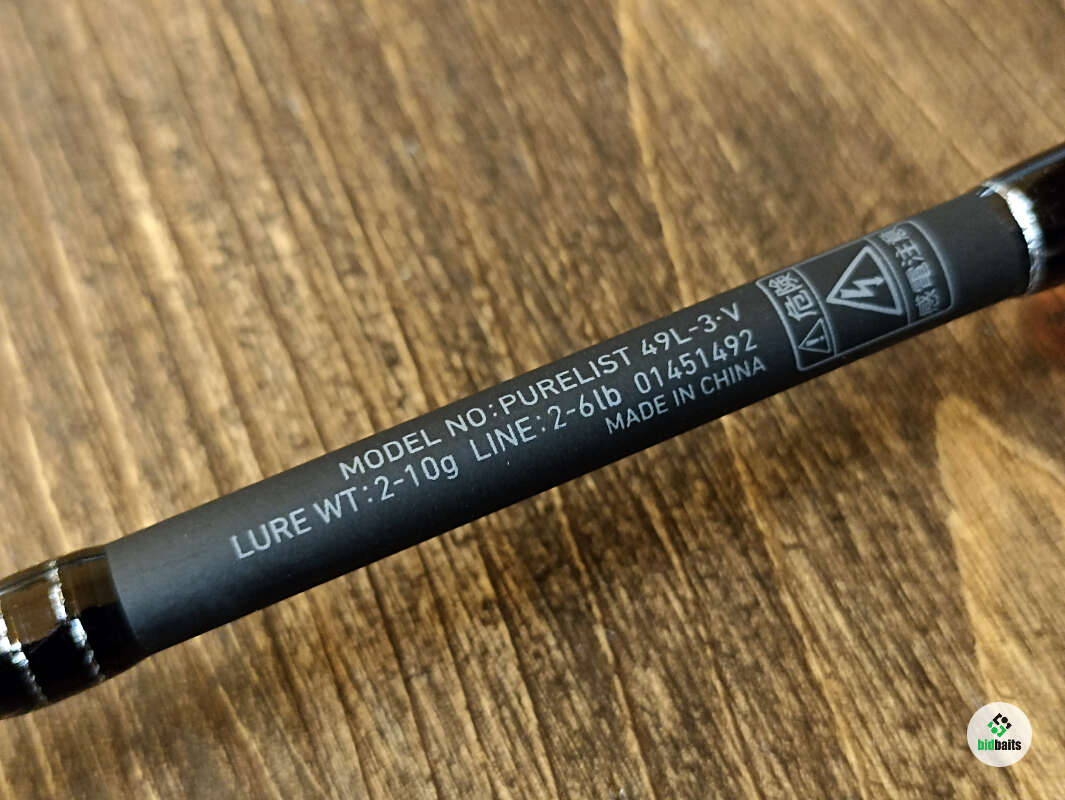 MODEL NO:PURELIST 49L-3·V
LURE WT:2-10g LINE:2-6lb 01451492
MADE IN CHINA
危険
感電注意
bidbaits